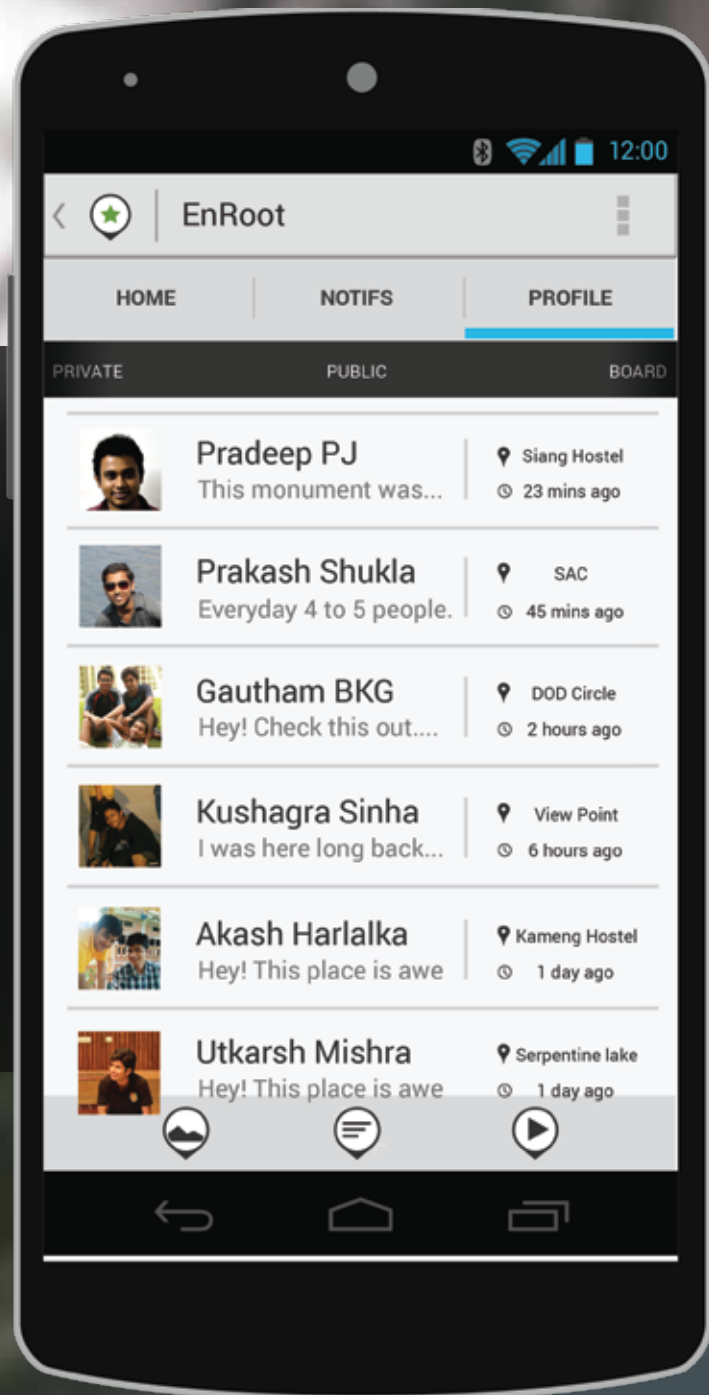 12:00
EnRoot
HOME NOTIFS PROFILE
PRIVATE PUBLIC BOARD
Pradeep PJ
This monument was...
Siang Hostel
23 mins ago
Prakash Shukla
Everyday 4 to 5 people.
SAC
45 mins ago
Gautham BKG
Hey! Check this out....
DOD Circle
2 hours ago
Kushagra Sinha
I was here long back...
View Point
6 hours ago
Akash Harlalka
Hey! This place is awe
Kameng Hostel
1 day ago
Utkarsh Mishra
Hey! This place is awe
Serpentine lake
1 day ago